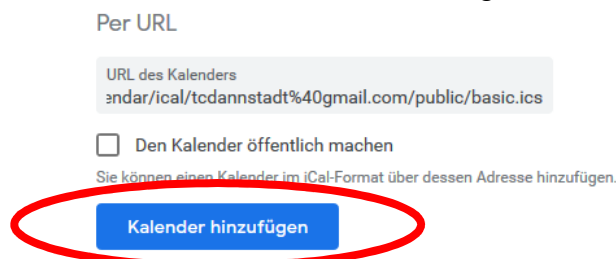 Per URL
URL des Kalenders
endar/ical/tcdannstadt%40gmail.com/public/basic.ics
Den Kalender öffentlich machen
Sie können einen Kalender im iCal-Format über dessen Adresse hinzufügen.
Kalender hinzufügen